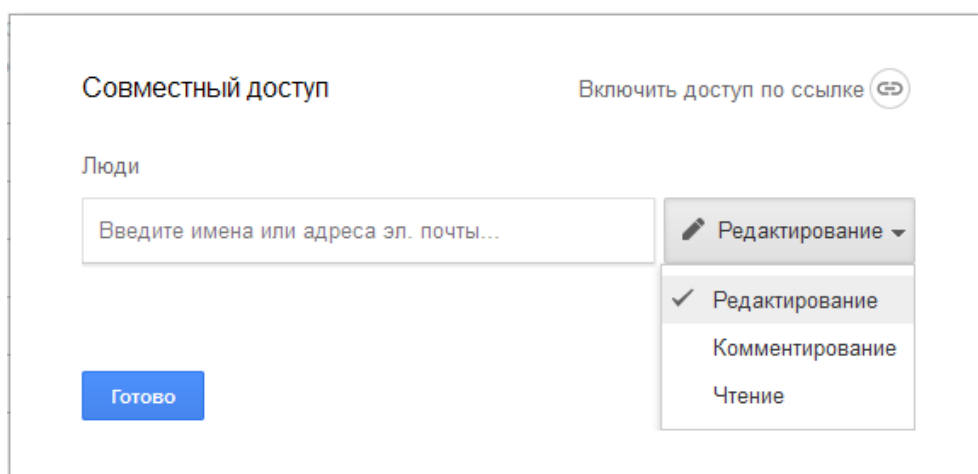 Совместный доступ
Включить доступ по ссылке
Люди
Введите имена или адреса эл. почты...
Редактирование
Редактирование
Комментирование
Чтение
Готово